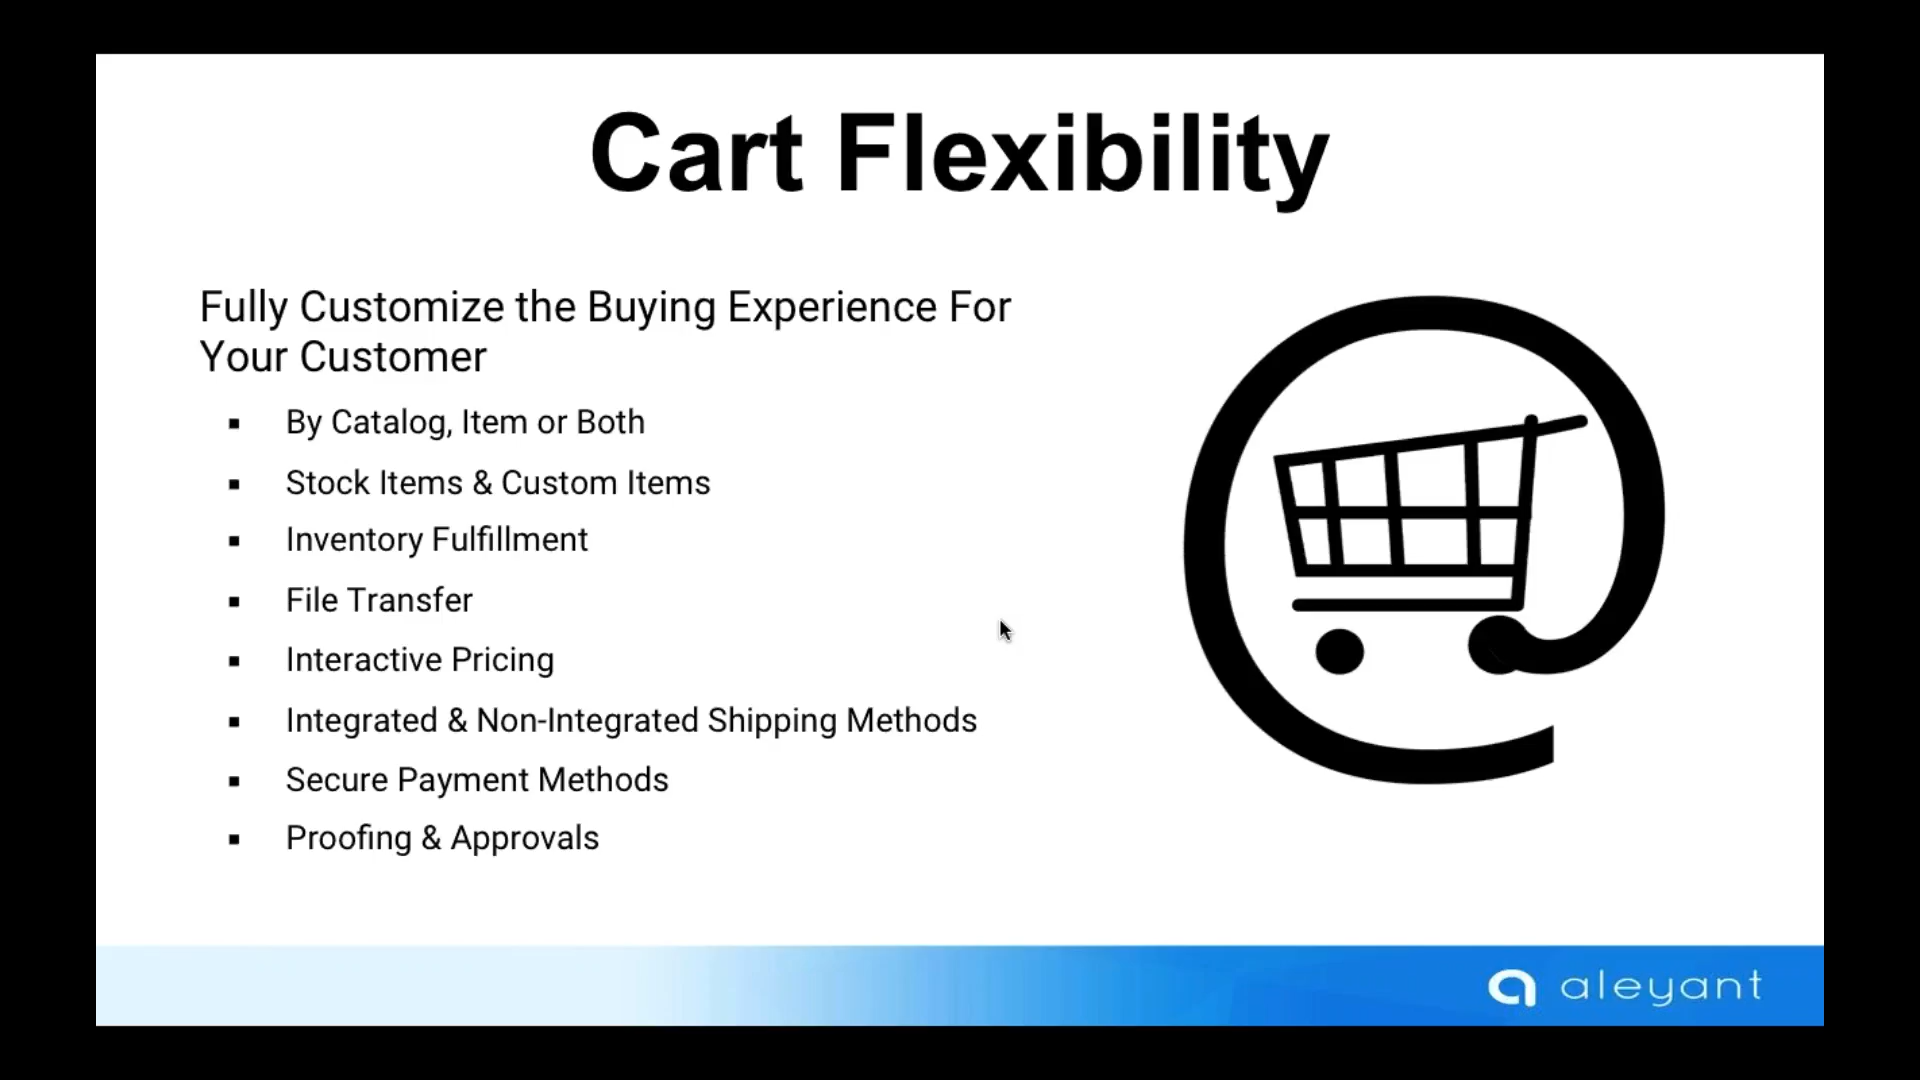 Cart Flexibility
Fully Customize the Buying Experience For
Your Customer
▪ By Catalog, Item or Both
▪ Stock Items & Custom Items
▪ Inventory Fulfillment
▪ File Transfer
▪ Interactive Pricing
▪ Integrated & Non-Integrated Shipping Methods
▪ Secure Payment Methods
▪ Proofing & Approvals
aleyant